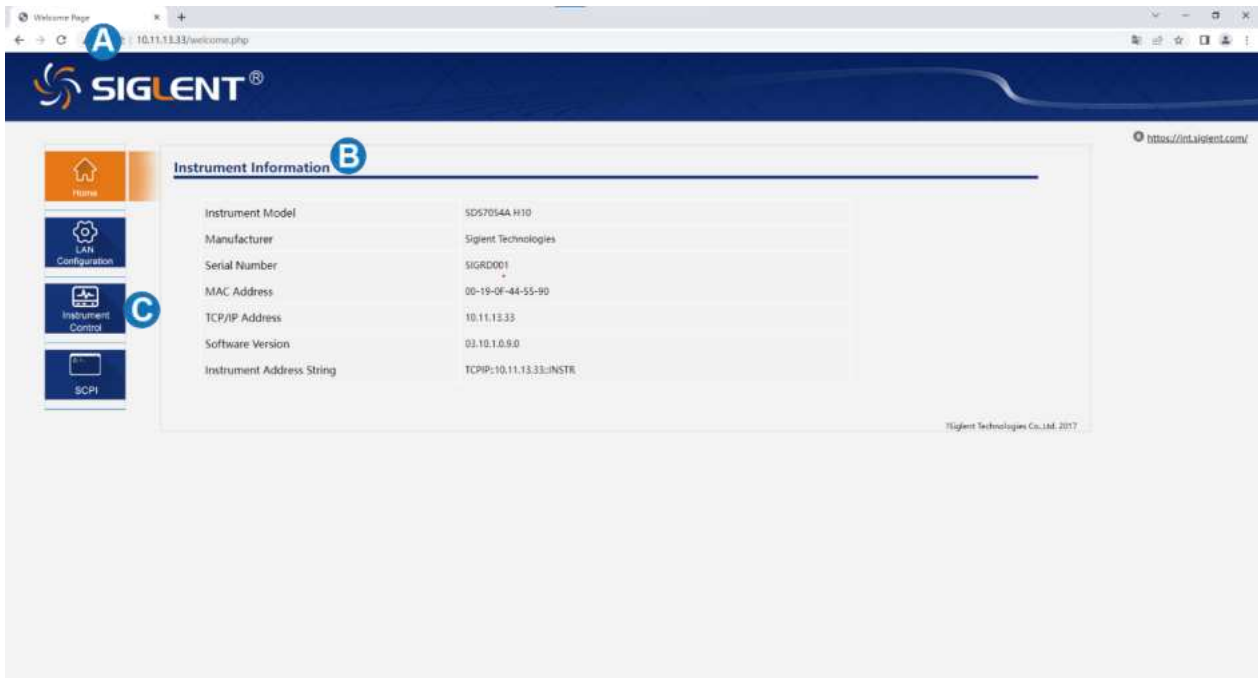 Welcome Page
A
10.11.13.33/welcome.php
SIGLENT®
https://int.siglent.com/
Home
LAN
Configuration
Instrument
Control
C
SCPI
Instrument Information B
Instrument Model SDS7054A H10
Manufacturer Siglent Technologies
Serial Number SIGRD001
MAC Address 00-19-0F-44-55-90
TCP/IP Address 10.11.13.33
Software Version 03.10.1.0.9.0
Instrument Address String TCPIP::10.11.13.33::INSTR
?Siglent Technologies Co.,Ltd. 2017